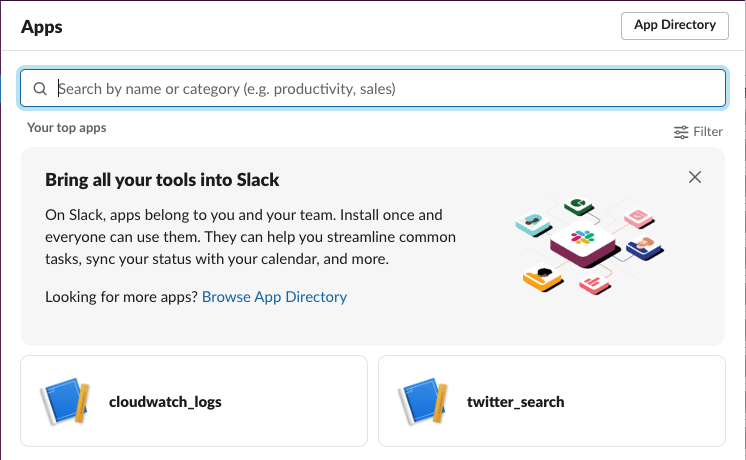 Apps
App Directory
Search by name or category (e.g. productivity, sales)
Your top apps
Filter
Bring all your tools into Slack
On Slack, apps belong to you and your team. Install once and
everyone can use them. They can help you streamline common
tasks, sync your status with your calendar, and more.
Looking for more apps? Browse App Directory
cloudwatch_logs
twitter_search